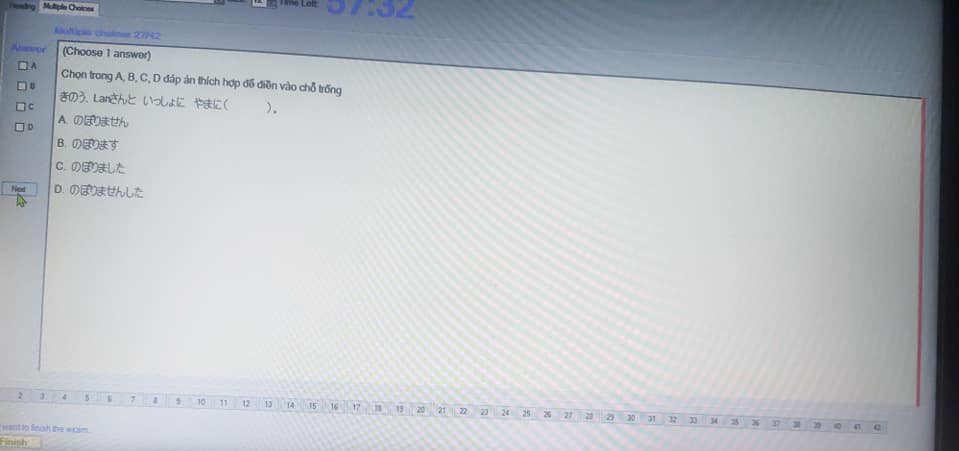 Reading Multiple Choices
Time Left: 57:32
Multiple choices 27/42
Answer
(Choose 1 answer)
A
Chọn trong A, B, C, D đáp án thích hợp để điền vào chỗ trống
B
きのう、Lanさんと いっしょに やまに( )。
C
A. のぼりません
D
B. のぼります
C. のぼりました
Next
D. のぼりませんでした
2 3 4 5 6 7 8 9 10 11 12 13 14 15 16 17 18 19 20 21 22 23 24 25 26 27 28 29 30 31 32 33 34 35 36 37 38 39 40 41 42
want to finish the exam.
Finish